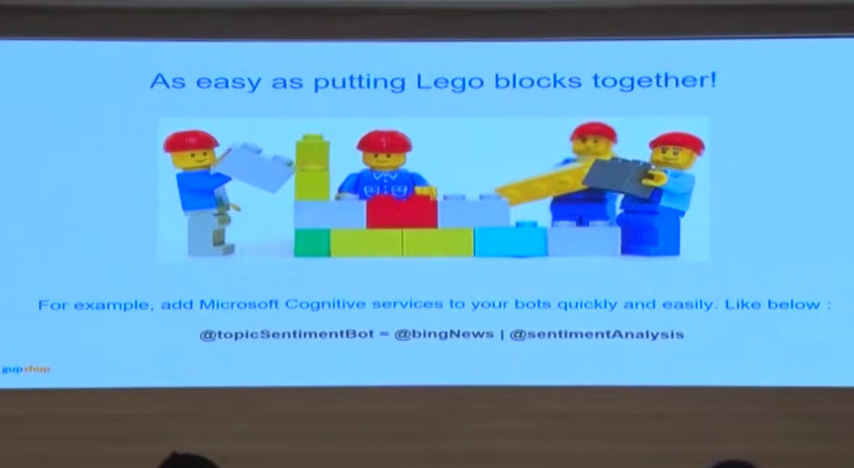 As easy as putting Lego blocks together!
For example, add Microsoft Cognitive services to your bots quickly and easily. Like below :
@topicSentimentBot = @bingNews | @sentimentAnalysis
gupshup